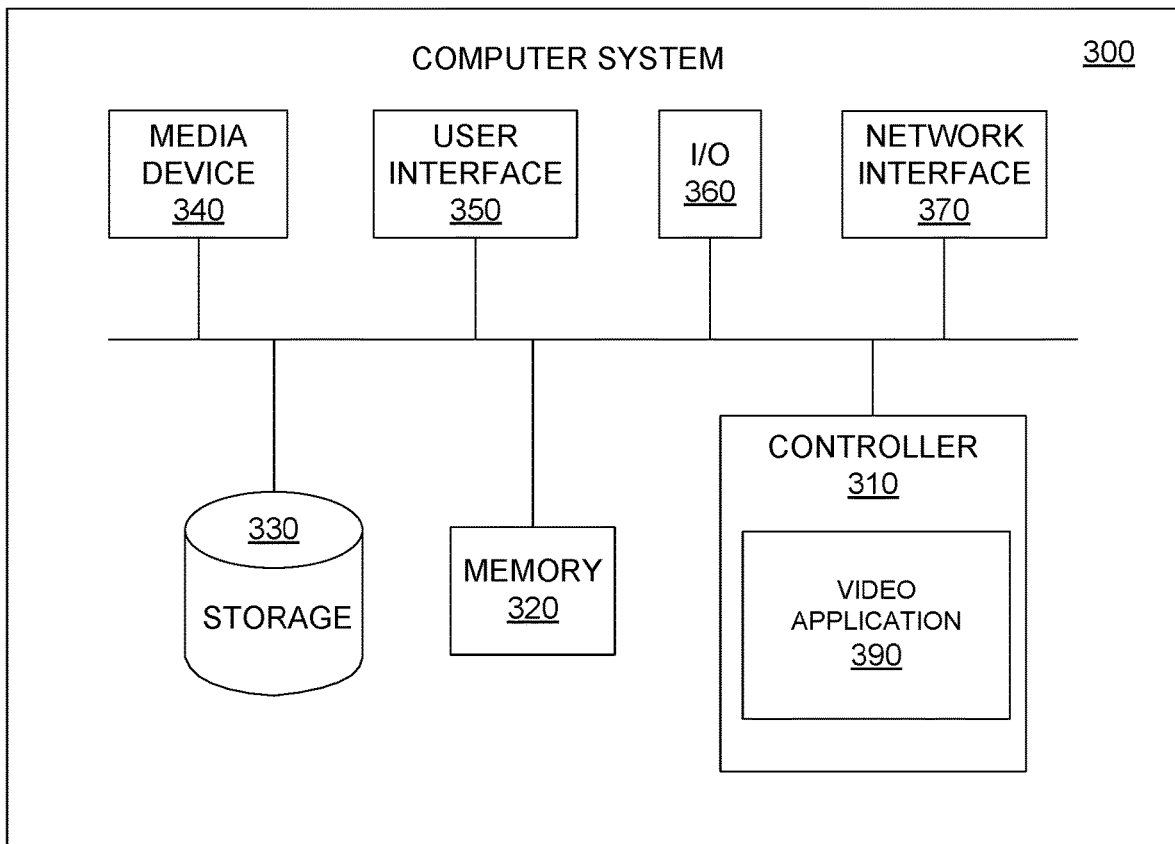 COMPUTER SYSTEM
300
MEDIA
DEVICE
340
USER
INTERFACE
350
I/O
360
NETWORK
INTERFACE
370
330
STORAGE
MEMORY
320
CONTROLLER
310
VIDEO
APPLICATION
390